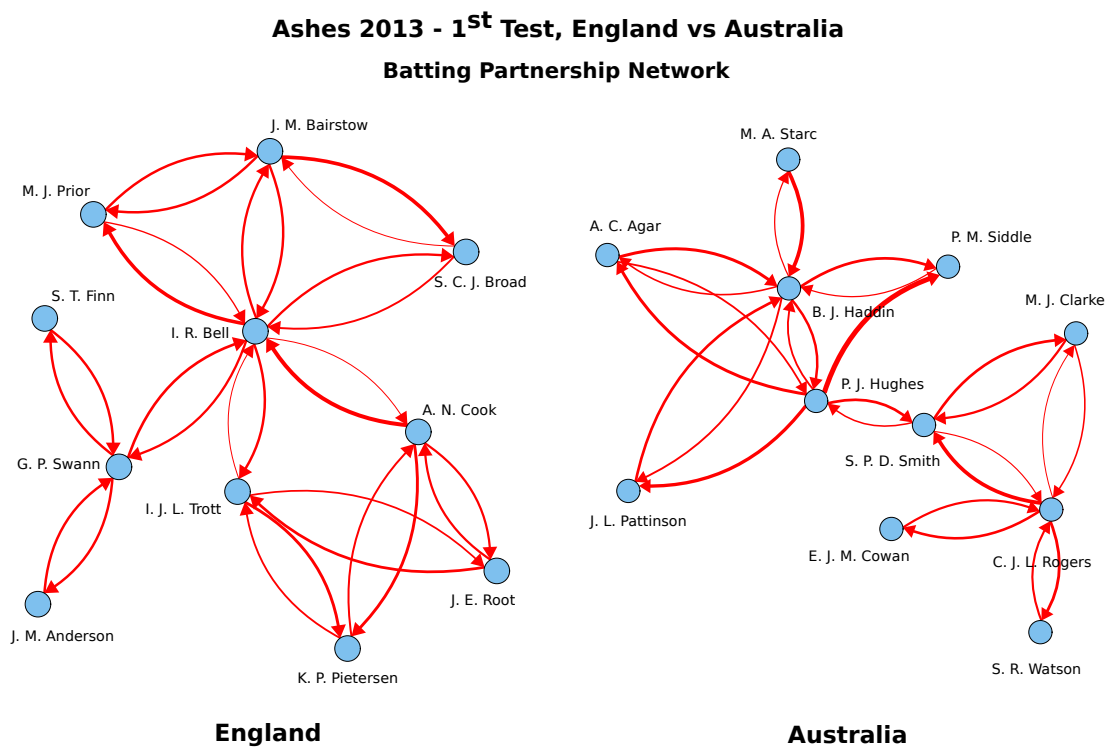 Ashes 2013 - 1st Test, England vs Australia
Batting Partnership Network
J. M. Bairstow
M. J. Prior
S. C. J. Broad
S. T. Finn
I. R. Bell
A. N. Cook
G. P. Swann
I. J. L. Trott
J. E. Root
J. M. Anderson
K. P. Pietersen
England
M. A. Starc
A. C. Agar
P. M. Siddle
B. J. Haddin
M. J. Clarke
P. J. Hughes
S. P. D. Smith
J. L. Pattinson
E. J. M. Cowan
C. J. L. Rogers
S. R. Watson
Australia